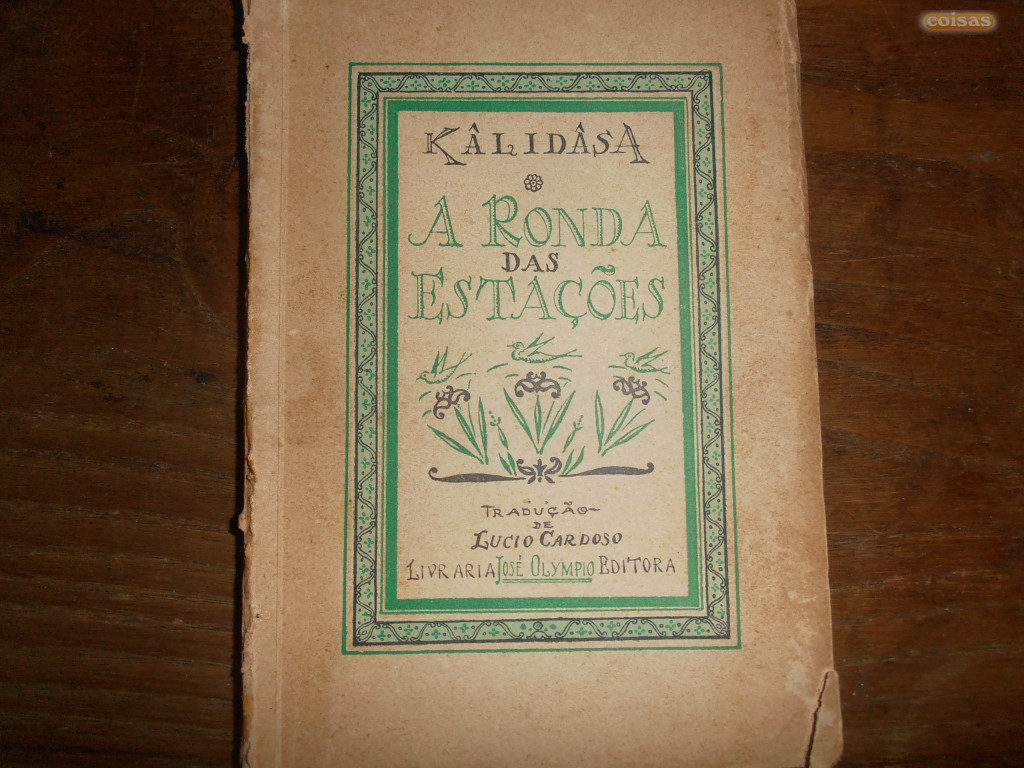 coisas
KÂLIDÂSA
A RONDA
DAS
ESTAÇÕES
TRADUÇÃO
DE
LUCIO CARDOSO
LIVRARIA JOSÉ OLYMPIO EDITORA